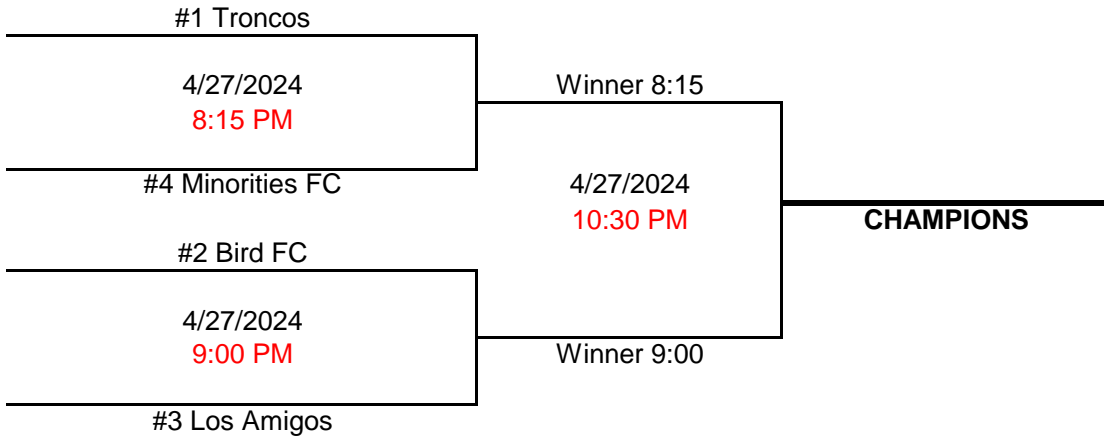 #1 Troncos
4/27/2024
8:15 PM
Winner 8:15
#4 Minorities FC
4/27/2024
10:30 PM
CHAMPIONS
#2 Bird FC
4/27/2024
9:00 PM
Winner 9:00
#3 Los Amigos